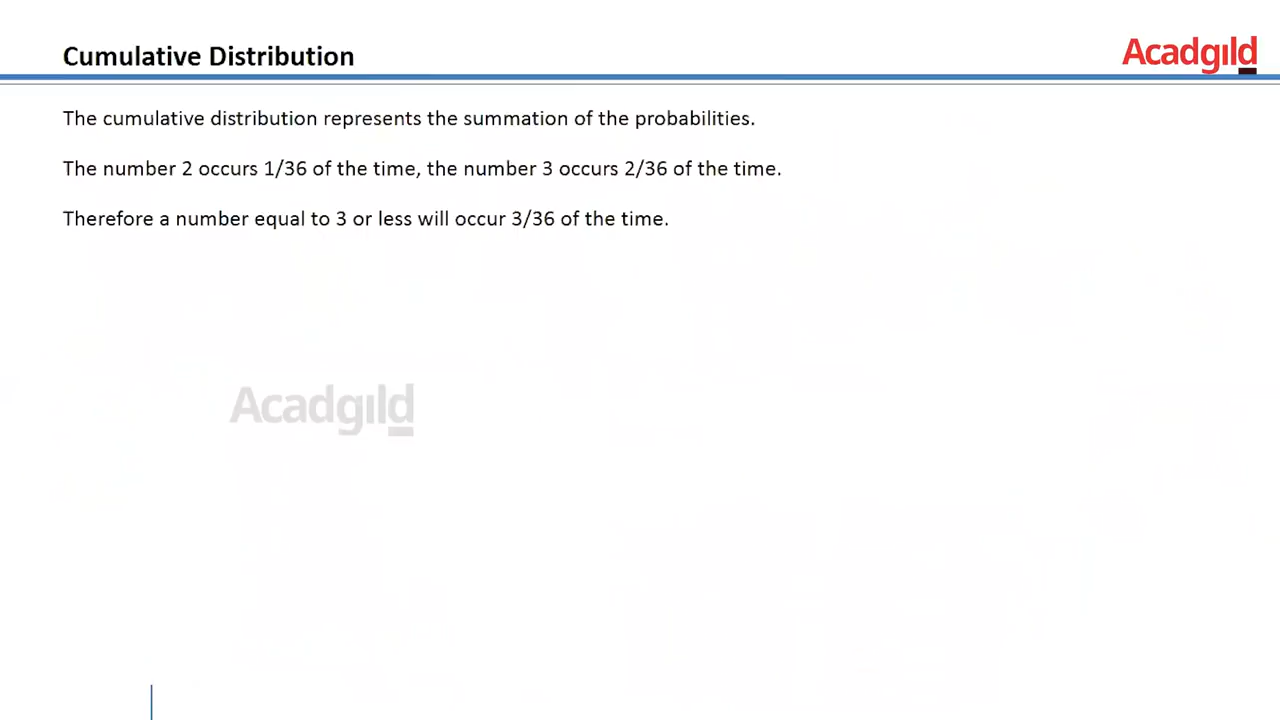 Cumulative Distribution
Acadgild
The cumulative distribution represents the summation of the probabilities.
The number 2 occurs 1/36 of the time, the number 3 occurs 2/36 of the time.
Therefore a number equal to 3 or less will occur 3/36 of the time.
Acadgild